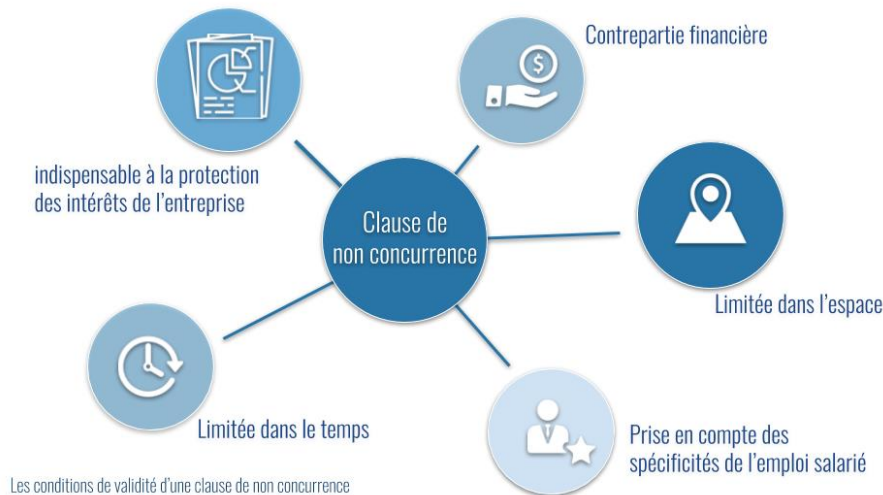 Contrepartie financière
indispensable à la protection
des intérêts de l'entreprise
Clause de
non concurrence
Limitée dans l'espace
Limitée dans le temps
Prise en compte des
spécificités de l'emploi salarié
Les conditions de validité d'une clause de non concurrence